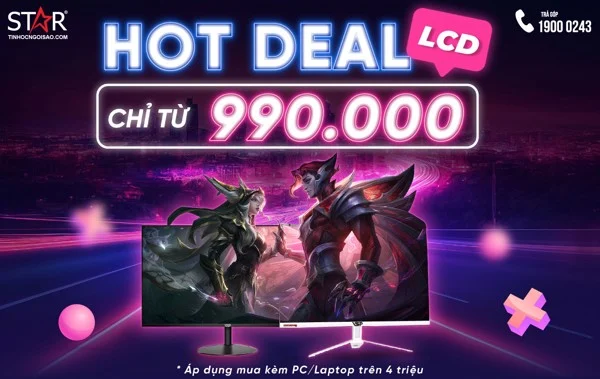 STAR
TINHOCNGOISAO.COM
HOT DEAL
LCD
TRẢ GÓP
1900 0243
CHỈ TỪ 990.000
* Áp dụng mua kèm PC/Laptop trên 4 triệu